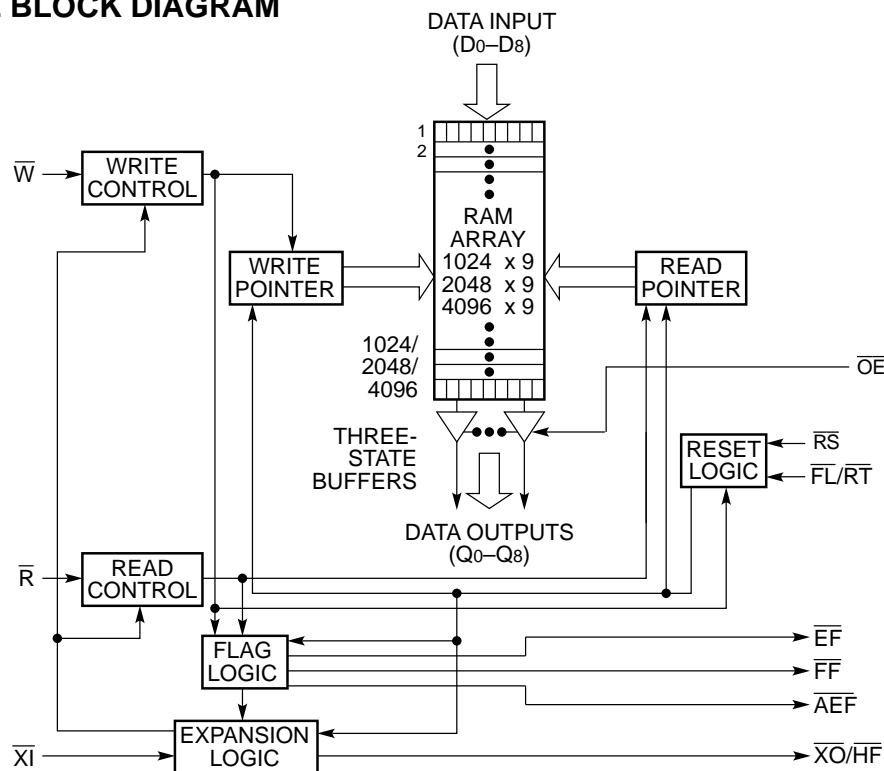 BLOCK DIAGRAM
DATA INPUT
(D0–D8)
W
WRITE
CONTROL
1
2
RAM
ARRAY
1024 x 9
2048 x 9
4096 x 9
WRITE
POINTER
READ
POINTER
1024/
2048/
4096
OE
THREE-
STATE
BUFFERS
RESET
LOGIC
RS
FL/RT
DATA OUTPUTS
(Q0–Q8)
R
READ
CONTROL
FLAG
LOGIC
EF
FF
AEF
EXPANSION
LOGIC
XI
XO/HF